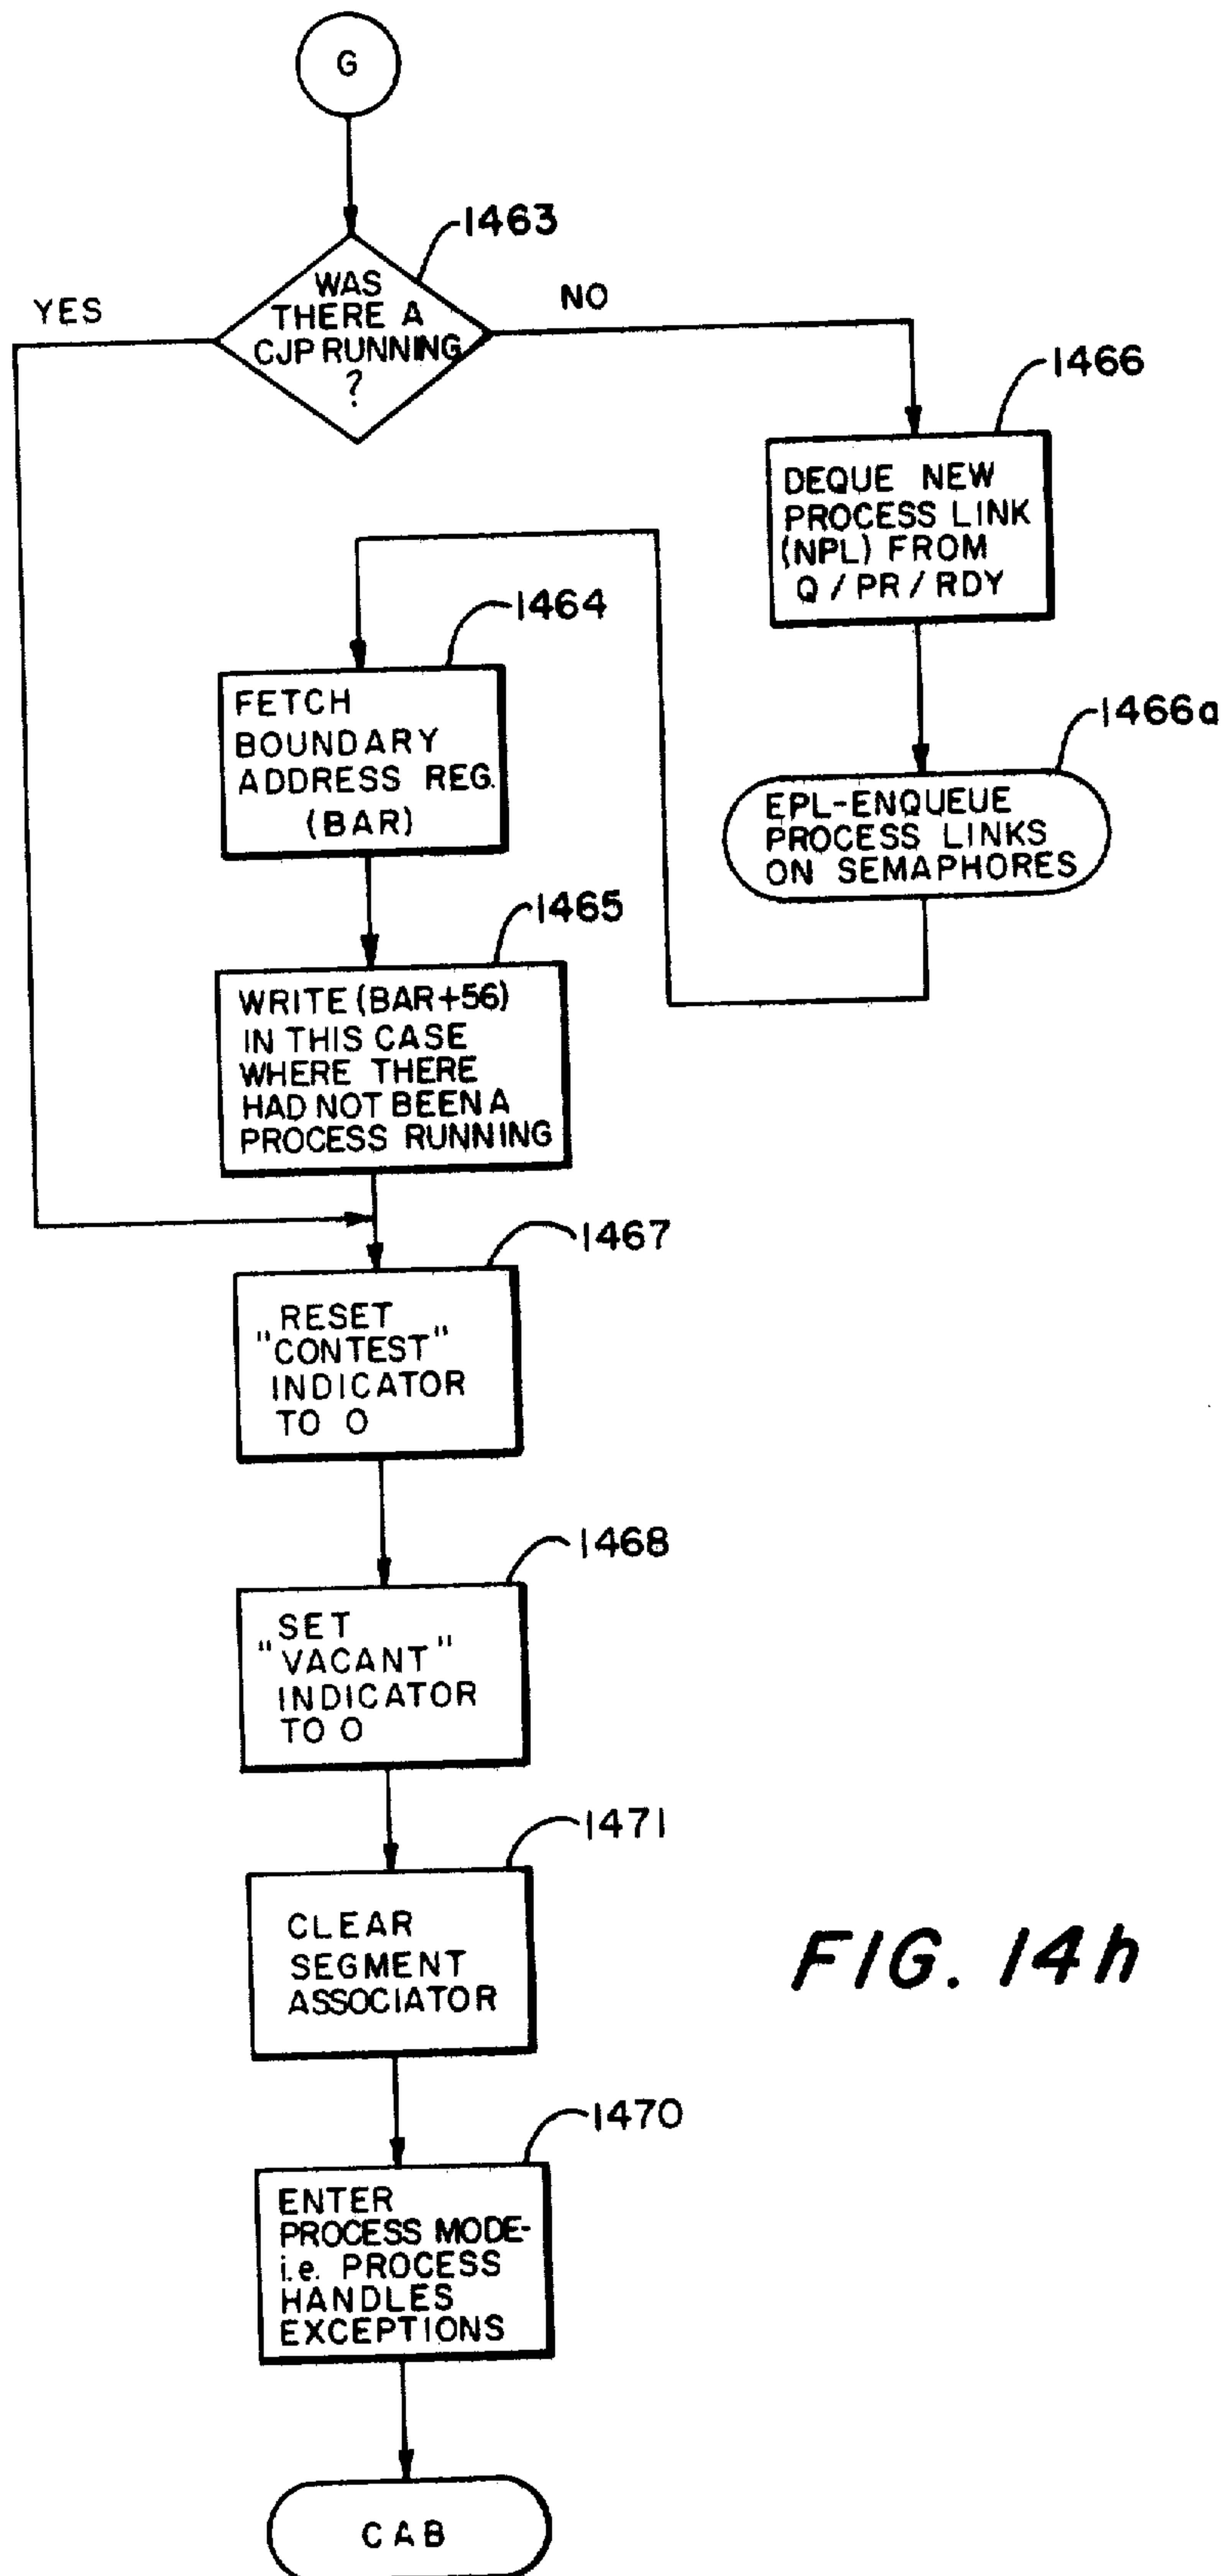 G
1463
WAS
THERE A
CJP RUNNING
?
YES
NO
1466
DEQUE NEW
PROCESS LINK
(NPL) FROM
Q / PR / RDY
1466a
EPL-ENQUEUE
PROCESS LINKS
ON SEMAPHORES
1464
FETCH
BOUNDARY
ADDRESS REG.
(BAR)
1465
WRITE (BAR+56)
IN THIS CASE
WHERE THERE
HAD NOT BEEN A
PROCESS RUNNING
1467
RESET
"CONTEST"
INDICATOR
TO 0
1468
SET
"VACANT"
INDICATOR
TO 0
1471
CLEAR
SEGMENT
ASSOCIATOR
1470
ENTER
PROCESS MODE-
i.e. PROCESS
HANDLES
EXCEPTIONS
CAB
FIG. 14h